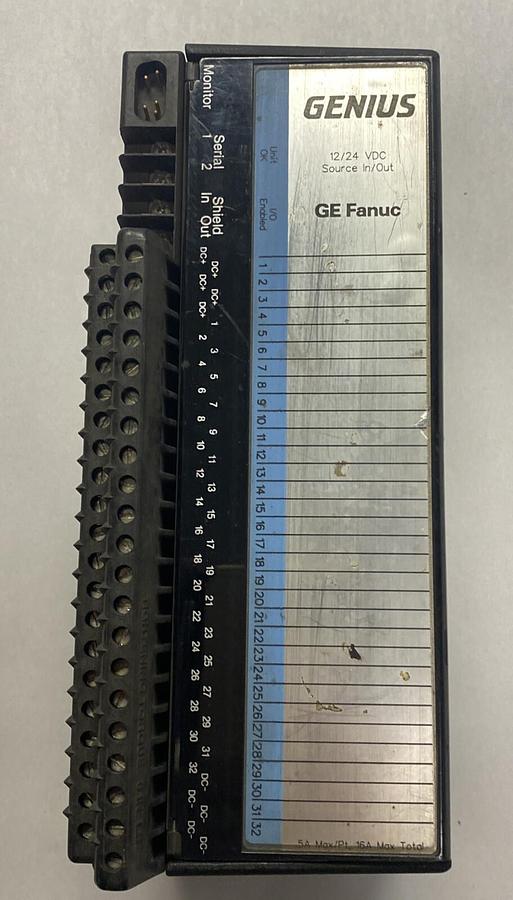 GENIUS
12/24 VDC
Source In/Out
GE Fanuc
Monitor
Serial
1 2
Shield
In Out
Unit
OK
I/O
Enabled
DC+ DC+ 1 3 5 7 9 11 13 15 17 19 21 23 25 27 29 31 DC- DC- DC-
DC+ DC+ DC+ 2 4 6 8 10 12 14 16 18 20 22 24 26 28 30 32 DC- DC-
1
2
3
4
5
6
7
8
9
10
11
12
13
14
15
16
17
18
19
20
21
22
23
24
25
26
27
28
29
30
31
32
.5A Max/Pt, 16A Max Total